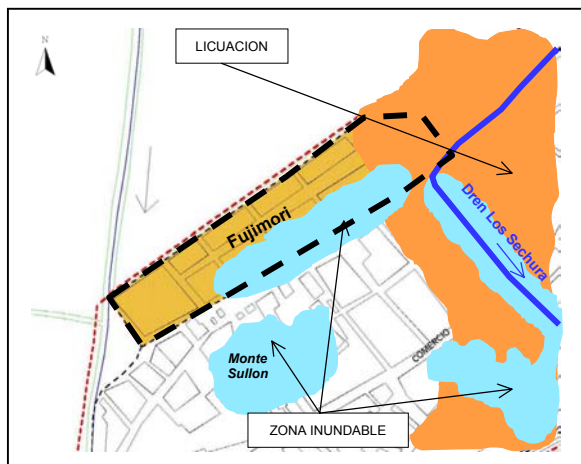 N
LICUACION
Fujimori
Dren Los Sechura
Monte
Sullon
COMERCIO
ZONA INUNDABLE